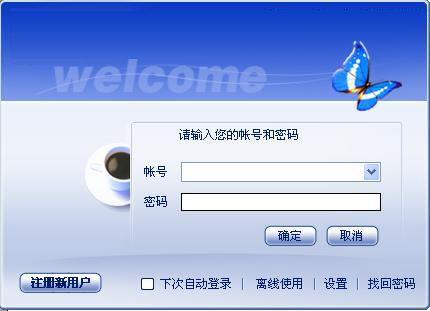 welcome
请输入您的帐号和密码
帐号
密码
确定 取消
注册新用户 下次自动登录 离线使用 设置 找回密码